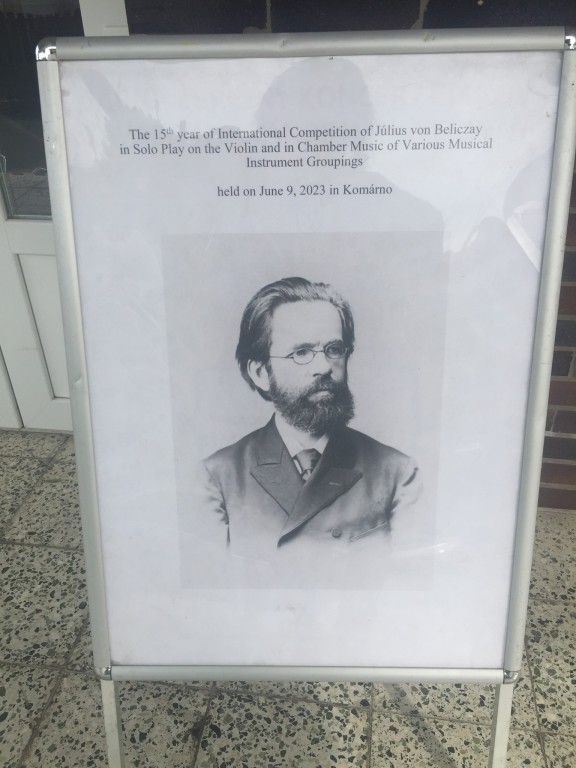 The 15th year of International Competition of Július von Beliczay
in Solo Play on the Violin and in Chamber Music of Various Musical
Instrument Groupings
held on June 9, 2023 in Komárno